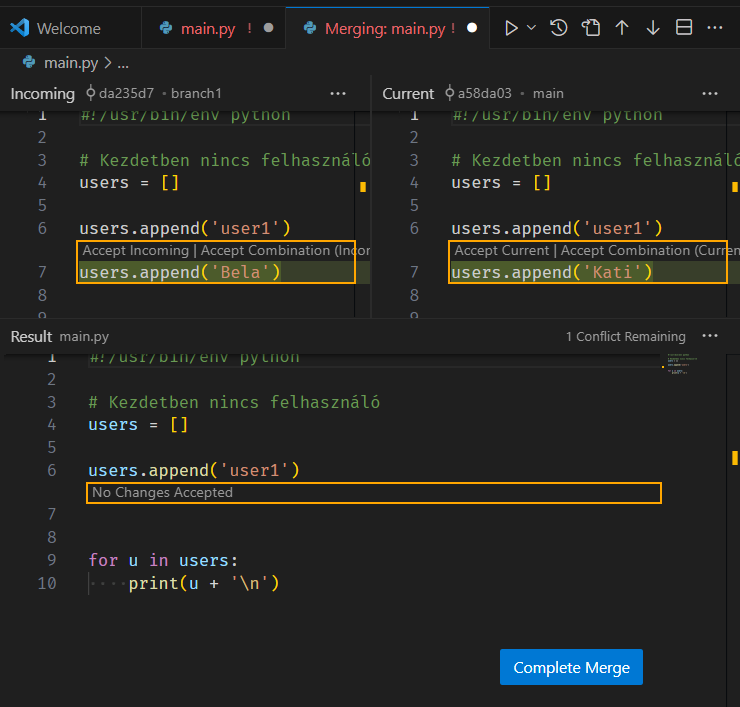 Welcome
main.py !
Merging: main.py !
main.py > ...
Incoming da235d7 • branch1 ...
1 #!/usr/bin/env python
2
3 # Kezdetben nincs felhasználó
4 users = []
5
6 users.append('user1')
Accept Incoming | Accept Combination (Incor
7 users.append('Bela')
8
9
Current a58da03 • main ...
1 #!/usr/bin/env python
2
3 # Kezdetben nincs felhasználó
4 users = []
5
6 users.append('user1')
Accept Current | Accept Combination (Curren
7 users.append('Kati')
8
9
Result main.py 1 Conflict Remaining ...
1 #!/usr/bin/env python
2
3 # Kezdetben nincs felhasználó
4 users = []
5
6 users.append('user1')
No Changes Accepted
7
8
9 for u in users:
10 ····print(u + '\n')
Complete Merge